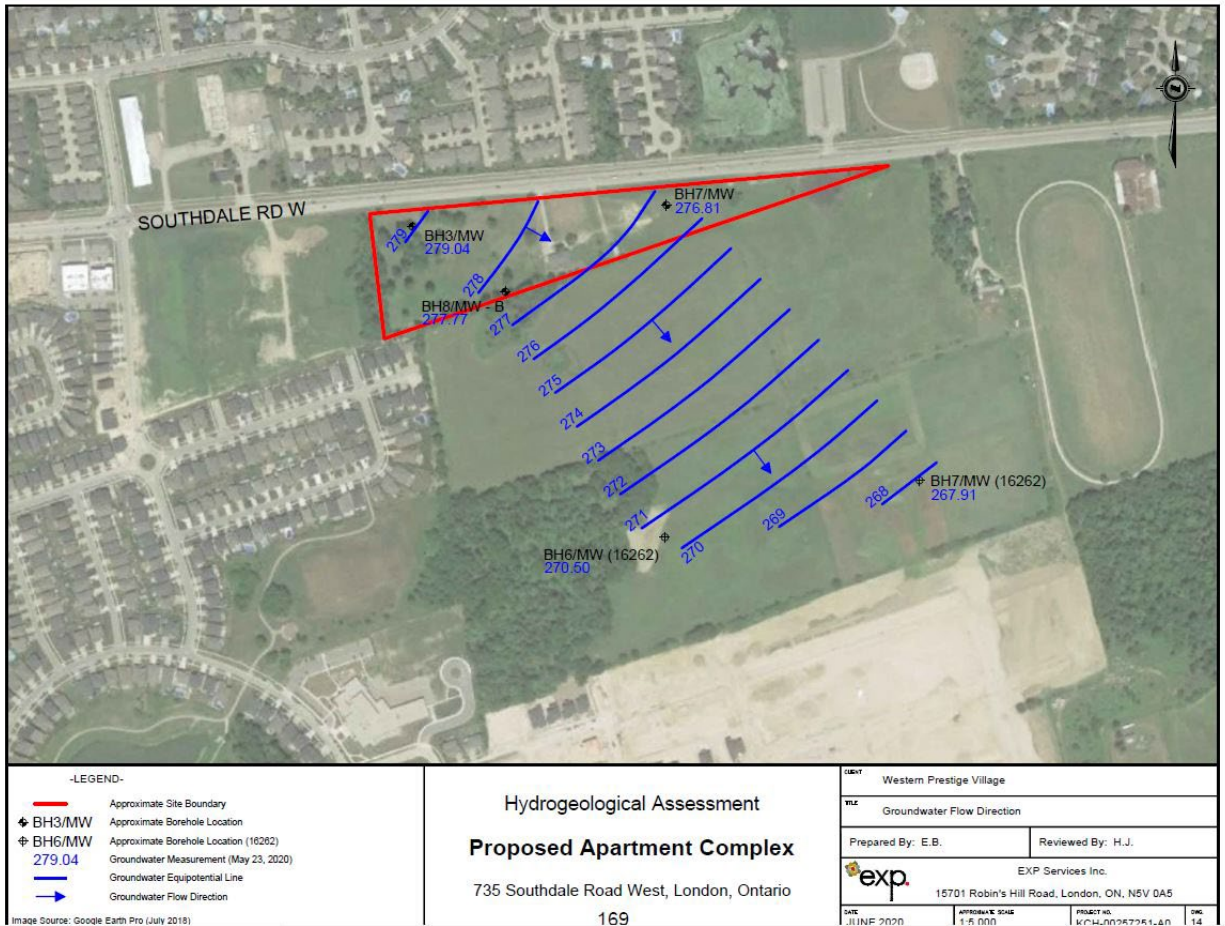 SOUTHDALE RD W
279
BH3/MW
279.04
278
BH7/MW
276.81
BH8/MW - B
277.77
277
276
275
274
273
272
271
270
269
268
BH7/MW (16262)
267.91
BH6/MW (16262)
270.50
N
-LEGEND-
Approximate Site Boundary
BH3/MW Approximate Borehole Location
BH6/MW Approximate Borehole Location (16262)
279.04 Groundwater Measurement (May 23, 2020)
Groundwater Equipotential Line
Groundwater Flow Direction
Image Source: Google Earth Pro (July 2018)
Hydrogeological Assessment
Proposed Apartment Complex
735 Southdale Road West, London, Ontario
169
CLIENT
Western Prestige Village
TITLE
Groundwater Flow Direction
Prepared By: E.B.
Reviewed By: H.J.
exp.
EXP Services Inc.
15701 Robin's Hill Road, London, ON, N5V 0A5
DATE
JUNE 2020
APPROXIMATE SCALE
1:5,000
PROJECT NO.
KCH-00257251-A0
DWG.
14